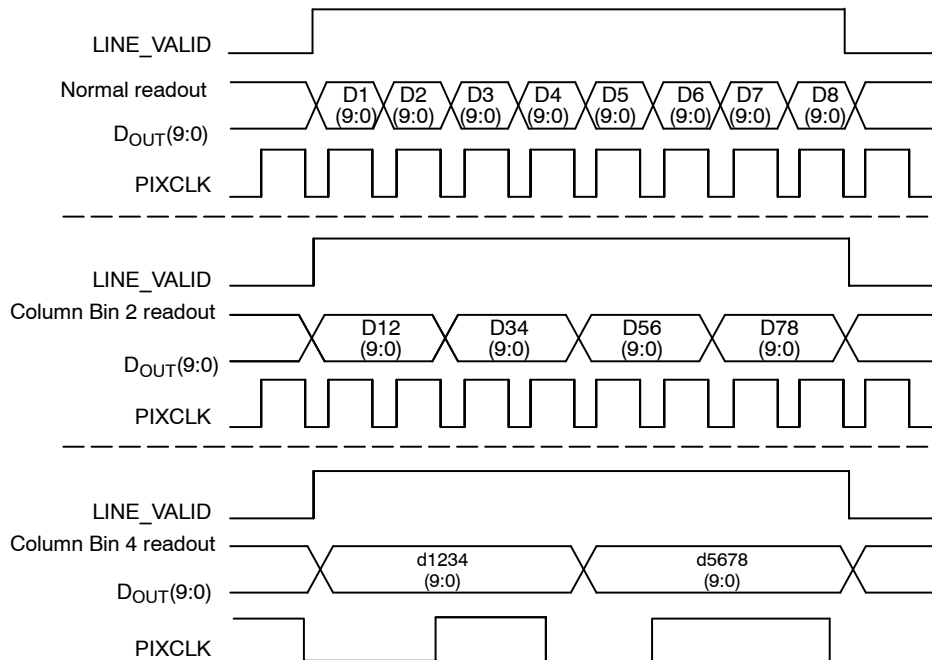 LINE_VALID
Normal readout
D1 D2 D3 D4 D5 D6 D7 D8
(9:0) (9:0) (9:0) (9:0) (9:0) (9:0) (9:0) (9:0)
DOUT(9:0)
PIXCLK
LINE_VALID
Column Bin 2 readout
D12 D34 D56 D78
(9:0) (9:0) (9:0) (9:0)
DOUT(9:0)
PIXCLK
LINE_VALID
Column Bin 4 readout
d1234 d5678
(9:0) (9:0)
DOUT(9:0)
PIXCLK